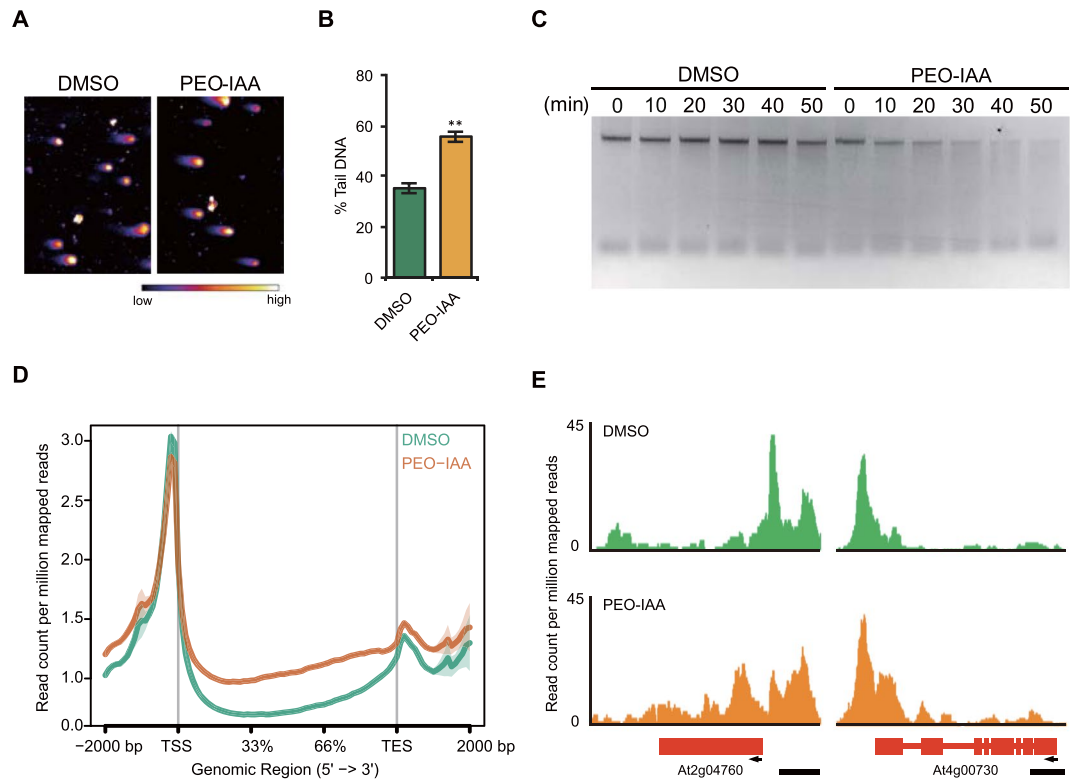 A
DMSO PEO-IAA
low high
B
% Tail DNA
80
60
40
20
0
**
DMSO
PEO-IAA
C
DMSO PEO-IAA
(min) 0 10 20 30 40 50 0 10 20 30 40 50
D
Read count per million mapped reads
3.0
2.0
1.5
1.0
0.0
DMSO
PEO−IAA
−2000 bp TSS 33% 66% TES 2000 bp
Genomic Region (5' −> 3')
E
Read count per million mapped reads
45
DMSO
0
45
PEO-IAA
0
At2g04760 At4g00730